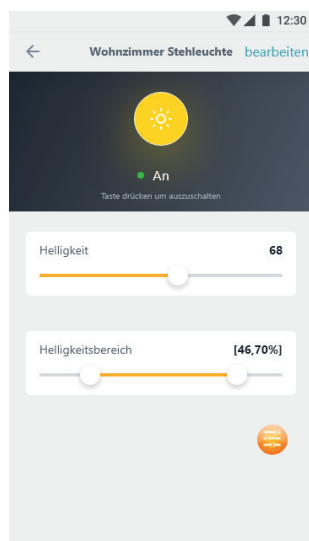 12:30
Wohnzimmer Stehleuchte bearbeiten
An
Taste drücken um auszuschalten
Helligkeit 68
Helligkeitsbereich [46,70%]